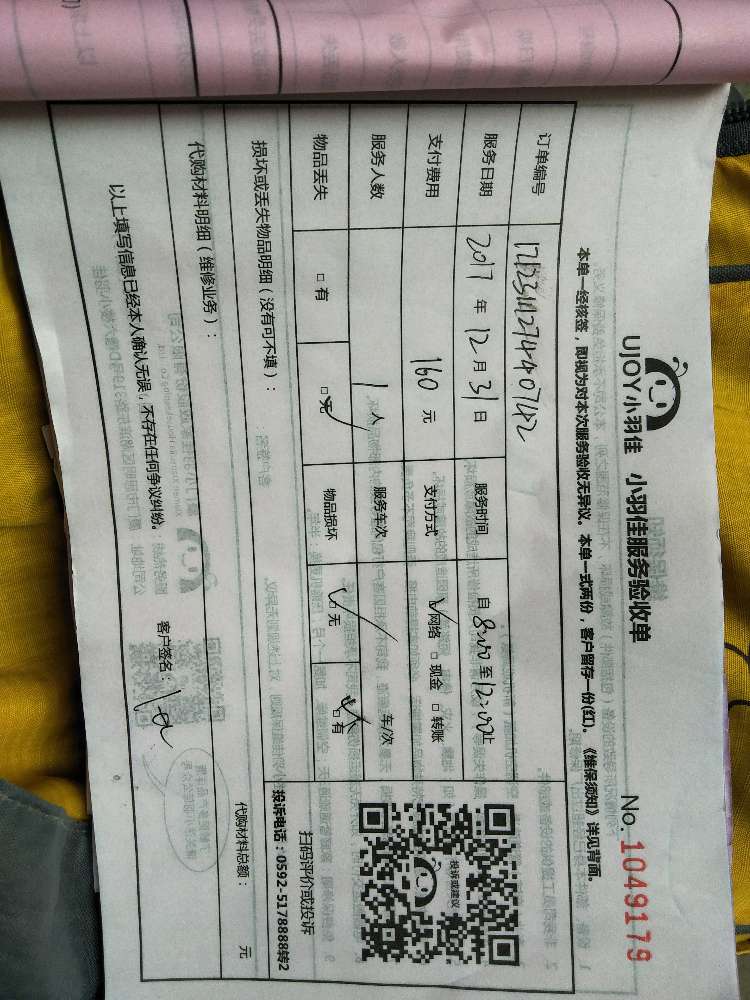 UJOY 小羽佳 小羽佳服务验收单
No. 1049179
本单一经核签，即视为对本次服务验收无异议。本单一式两份，客户留存一份(红)。《维保须知》详见背面。
订单编号
服务日期 2017 年 12 月 31 日 服务时间 自 8:00 至 12:00 止
支付费用 160 元 支付方式 网络 现金 转账
服务人数 1 人 服务车次 车/次
物品丢失 有 无 物品损坏 无 有
投诉或建议
扫码评价或投诉
投诉电话：0592-5178888转2
损坏或丢失物品明细（没有可不填）：
代购材料明细（维修业务）：
代购材料总额： 元
以上填写信息已经本人确认无误，不存在任何争议纠纷。
客户签名：